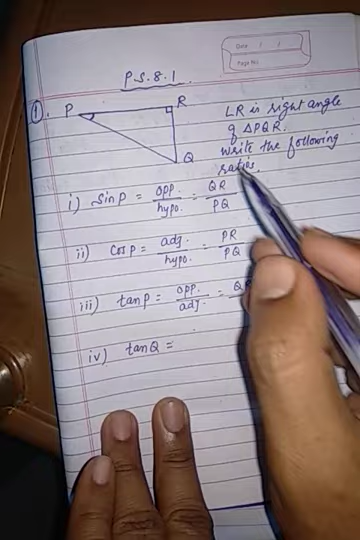 Date / /
Page No.
P.S.8.1
1.
P
R
Q
LR is right angle
of △PQR.
Write the following
ratios.
i) Sin P = opp. / hypo. = QR / PQ
ii) Cos P = adj. / hypo. = PR / PQ
iii) tan P = opp. / adj. =
iv) tan Q =